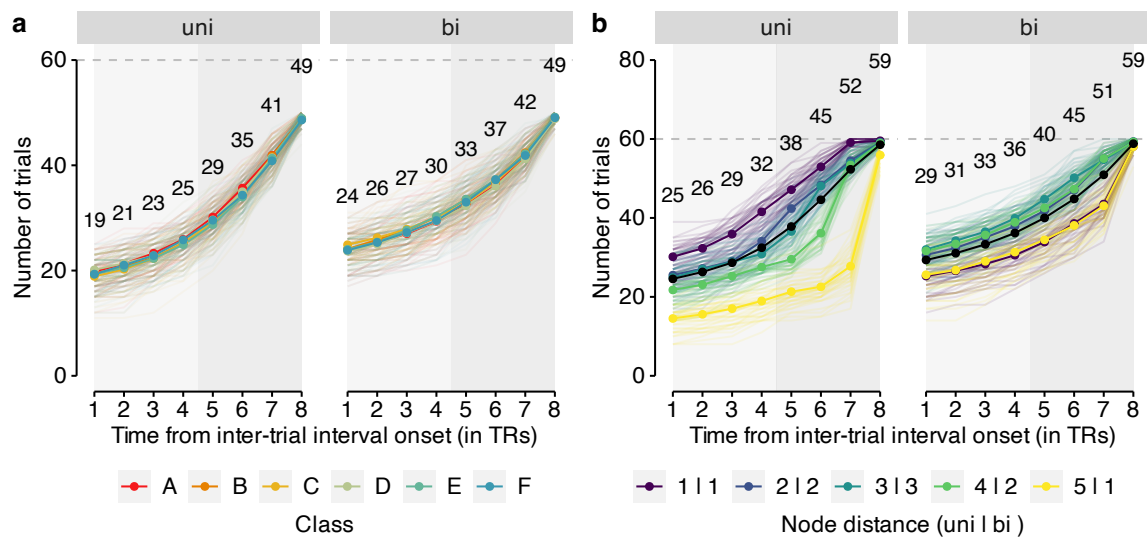 a
uni
bi
Number of trials
60
40
20
0
19 21 23 25 29 35 41 49
24 26 27 30 33 37 42 49
1 2 3 4 5 6 7 8
1 2 3 4 5 6 7 8
Time from inter-trial interval onset (in TRs)
A B C D E F
Class
b
uni
bi
Number of trials
80
60
40
20
0
25 26 29 32 38 45 52 59
29 31 33 36 40 45 51 59
1 2 3 4 5 6 7 8
1 2 3 4 5 6 7 8
Time from inter-trial interval onset (in TRs)
1 | 1 2 | 2 3 | 3 4 | 2 5 | 1
Node distance (uni | bi )